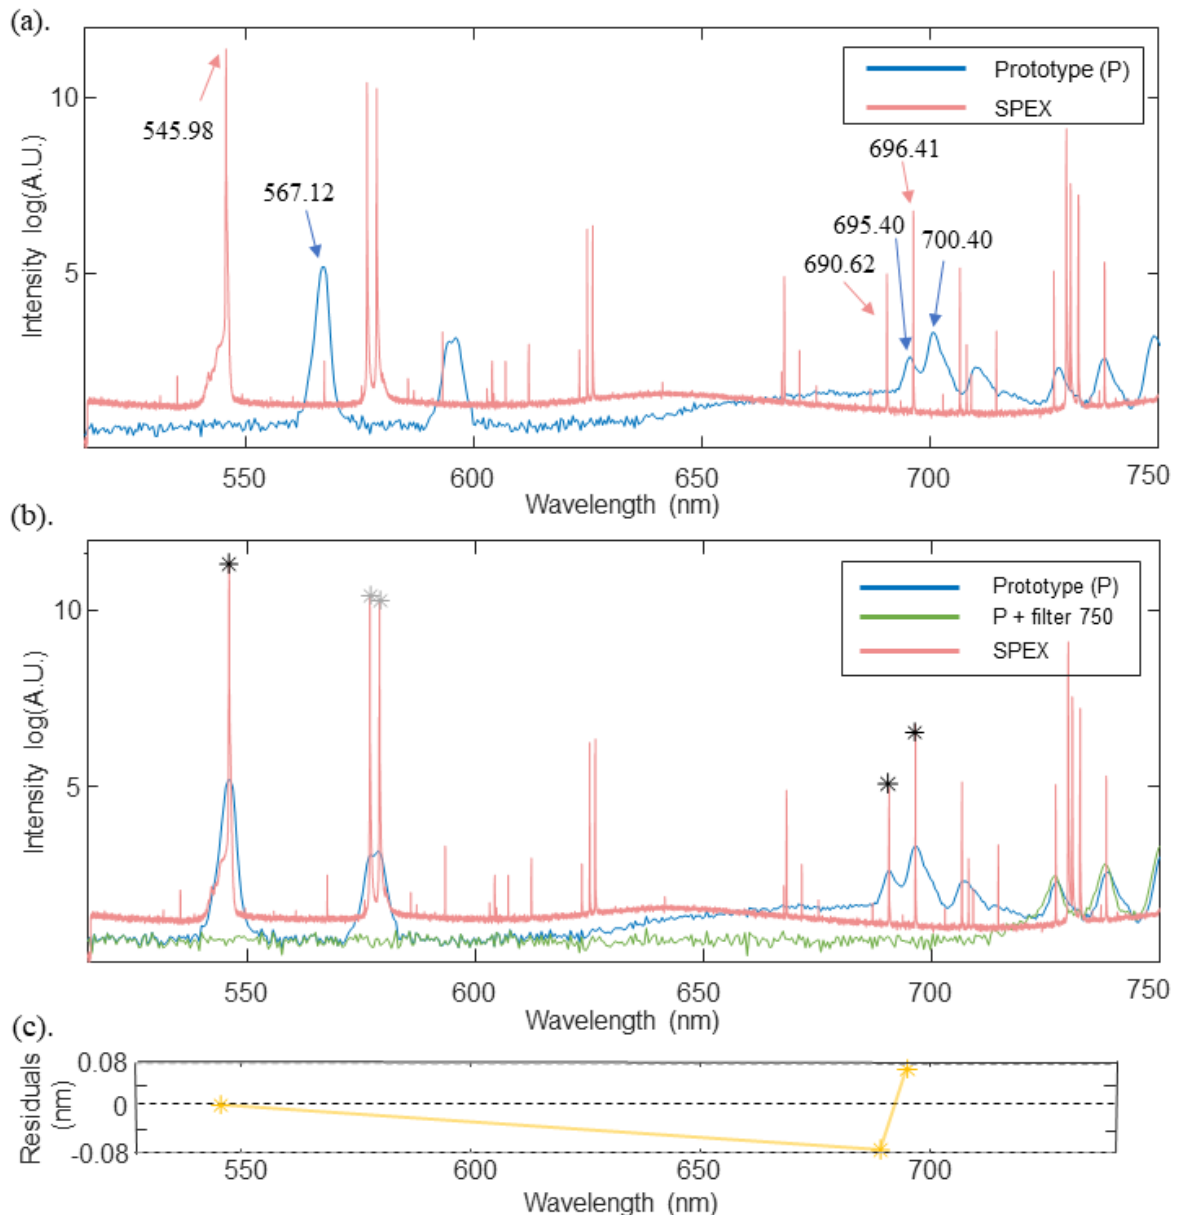 (a).
Intensity log(A.U.)
10
5
545.98
567.12
690.62
695.40
696.41
700.40
Prototype (P)
SPEX
550
600
650
700
750
Wavelength (nm)
(b).
Intensity log(A.U.)
10
5
Prototype (P)
P + filter 750
SPEX
550
600
650
700
750
Wavelength (nm)
(c).
Residuals
(nm)
0.08
0
-0.08
550
600
650
700
Wavelength (nm)